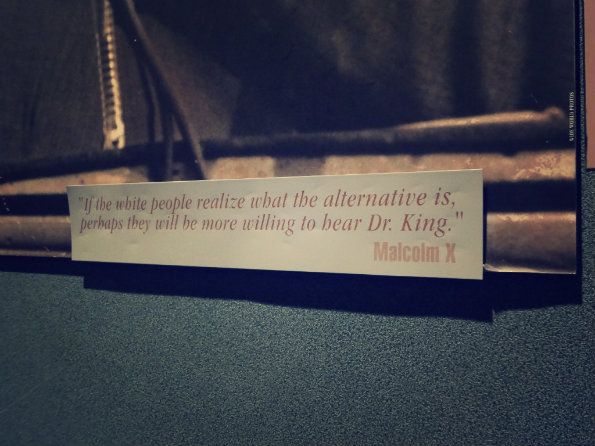 "If the white people realize what the alternative is,
perhaps they will be more willing to hear Dr. King."
Malcolm X